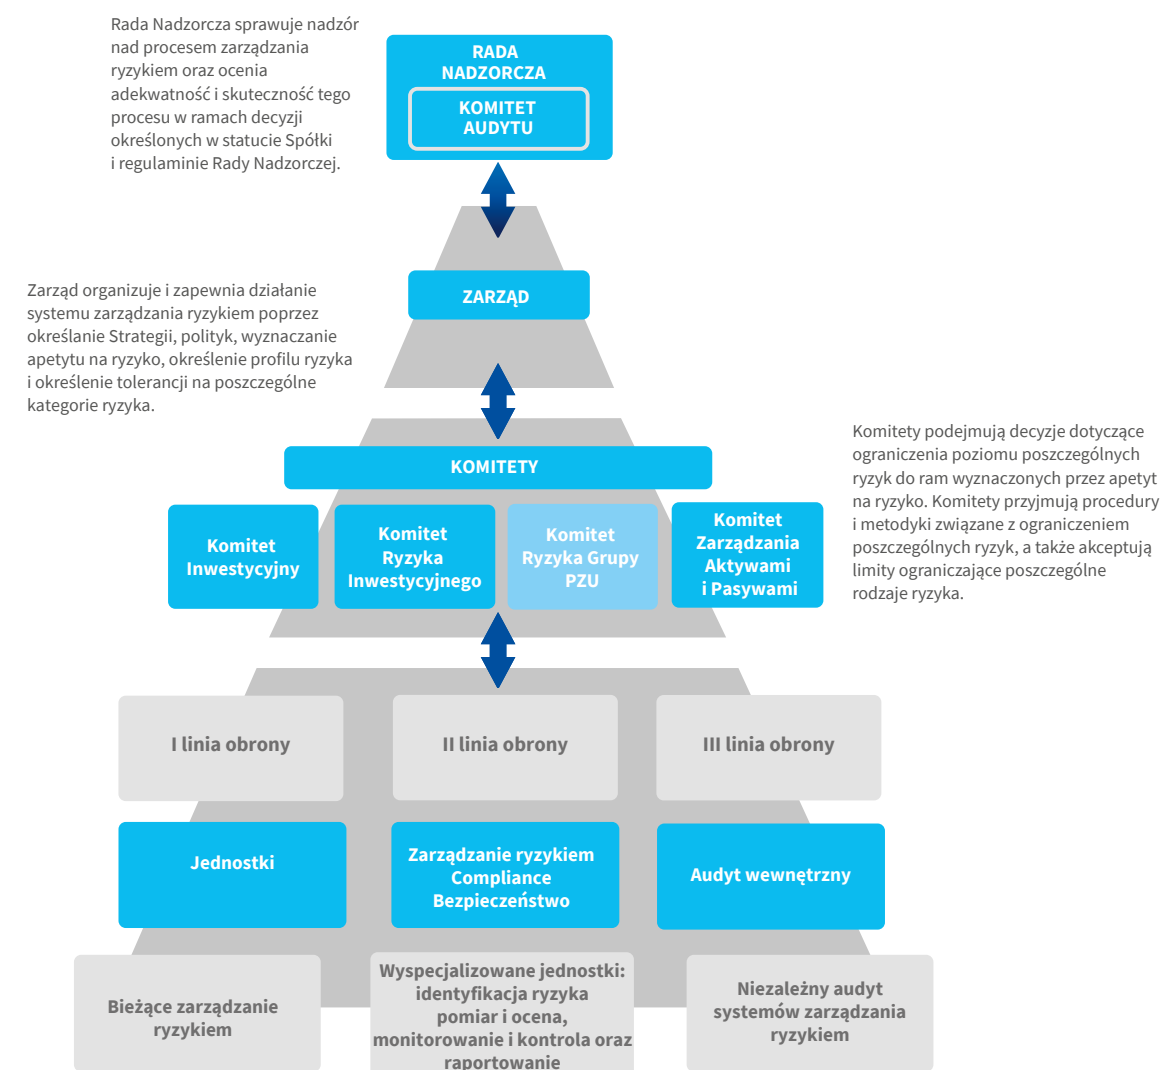 Rada Nadzorcza sprawuje nadzór
nad procesem zarządzania
ryzykiem oraz ocenia
adekwatność i skuteczność tego
procesu w ramach decyzji
określonych w statucie Spółki
i regulaminie Rady Nadzorczej.
RADA
NADZORCZA
KOMITET
AUDYTU
Zarząd organizuje i zapewnia działanie
systemu zarządzania ryzykiem poprzez
określanie Strategii, polityk, wyznaczanie
apetytu na ryzyko, określenie profilu ryzyka
i określenie tolerancji na poszczególne
kategorie ryzyka.
ZARZĄD
KOMITETY
Komitet
Inwestycyjny
Komitet
Ryzyka
Inwestycyjnego
Komitet
Ryzyka Grupy
PZU
Komitet
Zarządzania
Aktywami
i Pasywami
Komitety podejmują decyzje dotyczące
ograniczenia poziomu poszczególnych
ryzyk do ram wyznaczonych przez apetyt
na ryzyko. Komitety przyjmują procedury
i metodyki związane z ograniczeniem
poszczególnych ryzyk, a także akceptują
limity ograniczające poszczególne
rodzaje ryzyka.
I linia obrony
II linia obrony
III linia obrony
Jednostki
Zarządzanie ryzykiem
Compliance
Bezpieczeństwo
Audyt wewnętrzny
Bieżące zarządzanie
ryzykiem
Wyspecjalizowane jednostki:
identyfikacja ryzyka
pomiar i ocena,
monitorowanie i kontrola oraz
raportowanie
Niezależny audyt
systemów zarządzania
ryzykiem